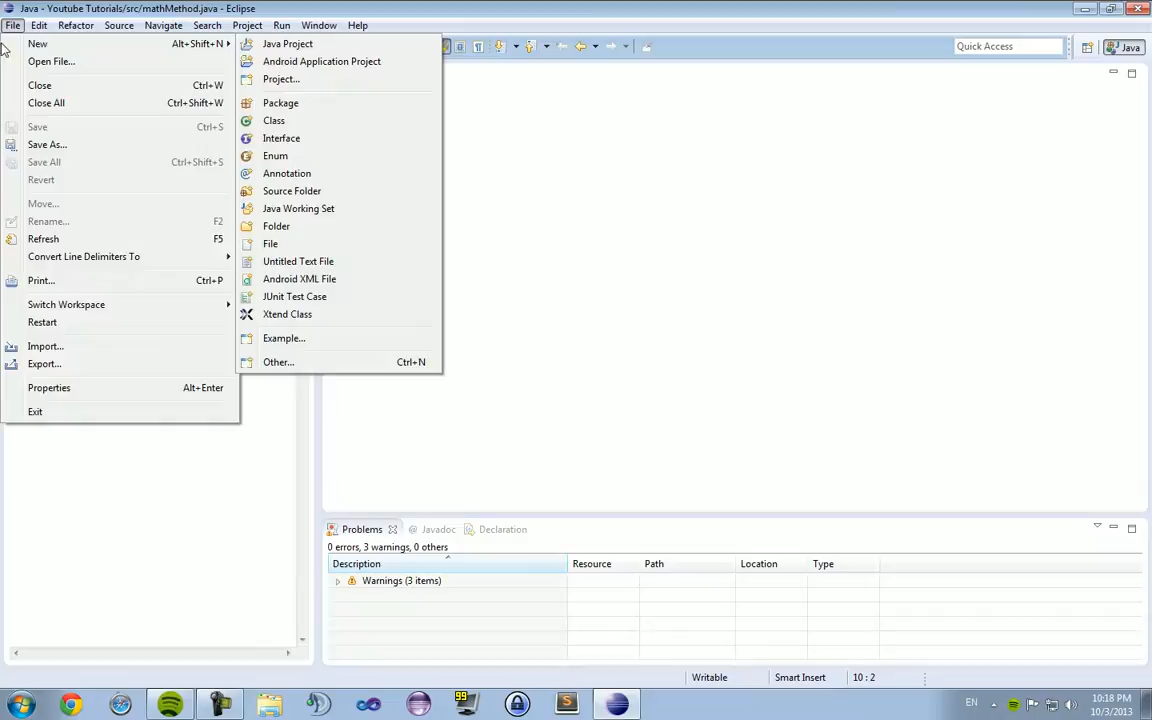 Java - Youtube Tutorials/src/mathMethod.java - Eclipse
File Edit Refactor Source Navigate Search Project Run Window Help
New Alt+Shift+N
Open File...
Close Ctrl+W
Close All Ctrl+Shift+W
Save Ctrl+S
Save As...
Save All Ctrl+Shift+S
Revert
Move...
Rename... F2
Refresh F5
Convert Line Delimiters To
Print... Ctrl+P
Switch Workspace
Restart
Import...
Export...
Properties Alt+Enter
Exit
Java Project
Android Application Project
Project...
Package
Class
Interface
Enum
Annotation
Source Folder
Java Working Set
Folder
File
Untitled Text File
Android XML File
JUnit Test Case
Xtend Class
Example...
Other... Ctrl+N
Quick Access
Java
Problems @ Javadoc Declaration
0 errors, 3 warnings, 0 others
Description Resource Path Location Type
Warnings (3 items)
Writable Smart Insert 10 : 2
99
EN
10:18 PM
10/3/2013